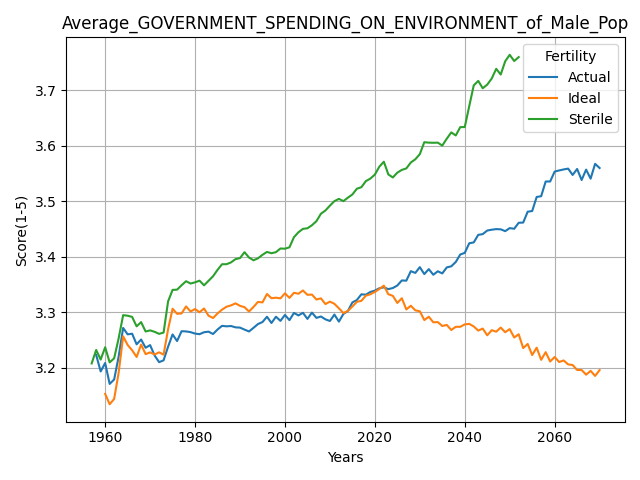 Average_GOVERNMENT_SPENDING_ON_ENVIRONMENT_of_Male_Pop
Fertility
Actual
Ideal
Sterile
3.7
3.6
3.5
3.4
3.3
3.2
Score(1-5)
1960 1980 2000 2020 2040 2060
Years